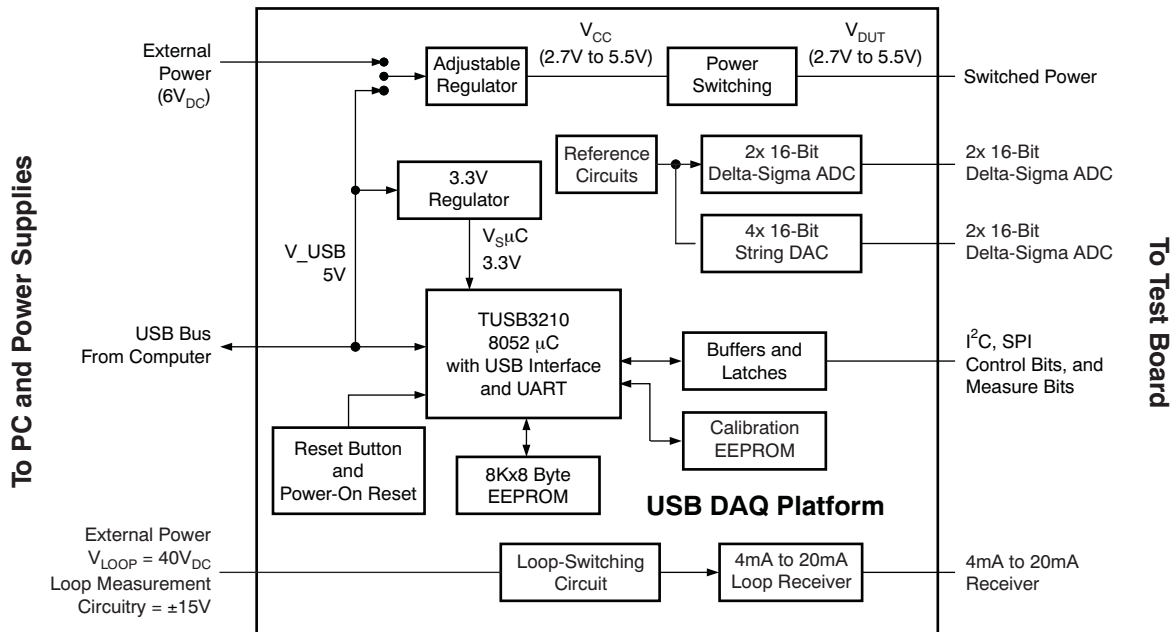 To PC and Power Supplies
External
Power
(6V_DC)
V_CC
(2.7V to 5.5V)
V_DUT
(2.7V to 5.5V)
Adjustable
Regulator
Power
Switching
Switched Power
Reference
Circuits
2x 16-Bit
Delta-Sigma ADC
2x 16-Bit
Delta-Sigma ADC
3.3V
Regulator
4x 16-Bit
String DAC
2x 16-Bit
Delta-Sigma ADC
V_USB
5V
V_SμC
3.3V
To Test Board
USB Bus
From Computer
TUSB3210
8052 μC
with USB Interface
and UART
Buffers and
Latches
I²C, SPI
Control Bits, and
Measure Bits
Reset Button
and
Power-On Reset
8Kx8 Byte
EEPROM
Calibration
EEPROM
USB DAQ Platform
External Power
V_LOOP = 40V_DC
Loop Measurement
Circuitry = ±15V
Loop-Switching
Circuit
4mA to 20mA
Loop Receiver
4mA to 20mA
Receiver